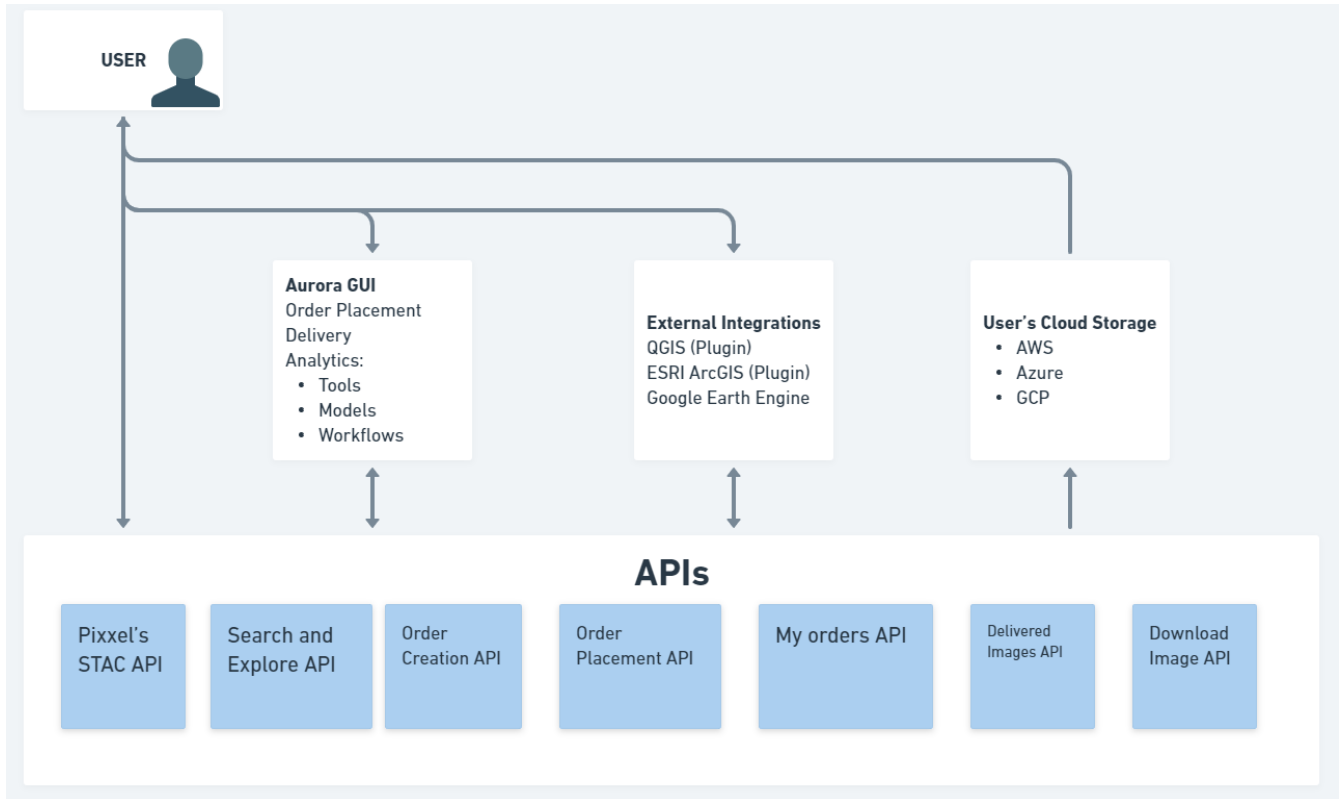 USER
Aurora GUI
Order Placement
Delivery
Analytics:
• Tools
• Models
• Workflows
External Integrations
QGIS (Plugin)
ESRI ArcGIS (Plugin)
Google Earth Engine
User’s Cloud Storage
• AWS
• Azure
• GCP
APIs
Pixxel’s
STAC API
Search and
Explore API
Order
Creation API
Order
Placement API
My orders API
Delivered
Images API
Download
Image API